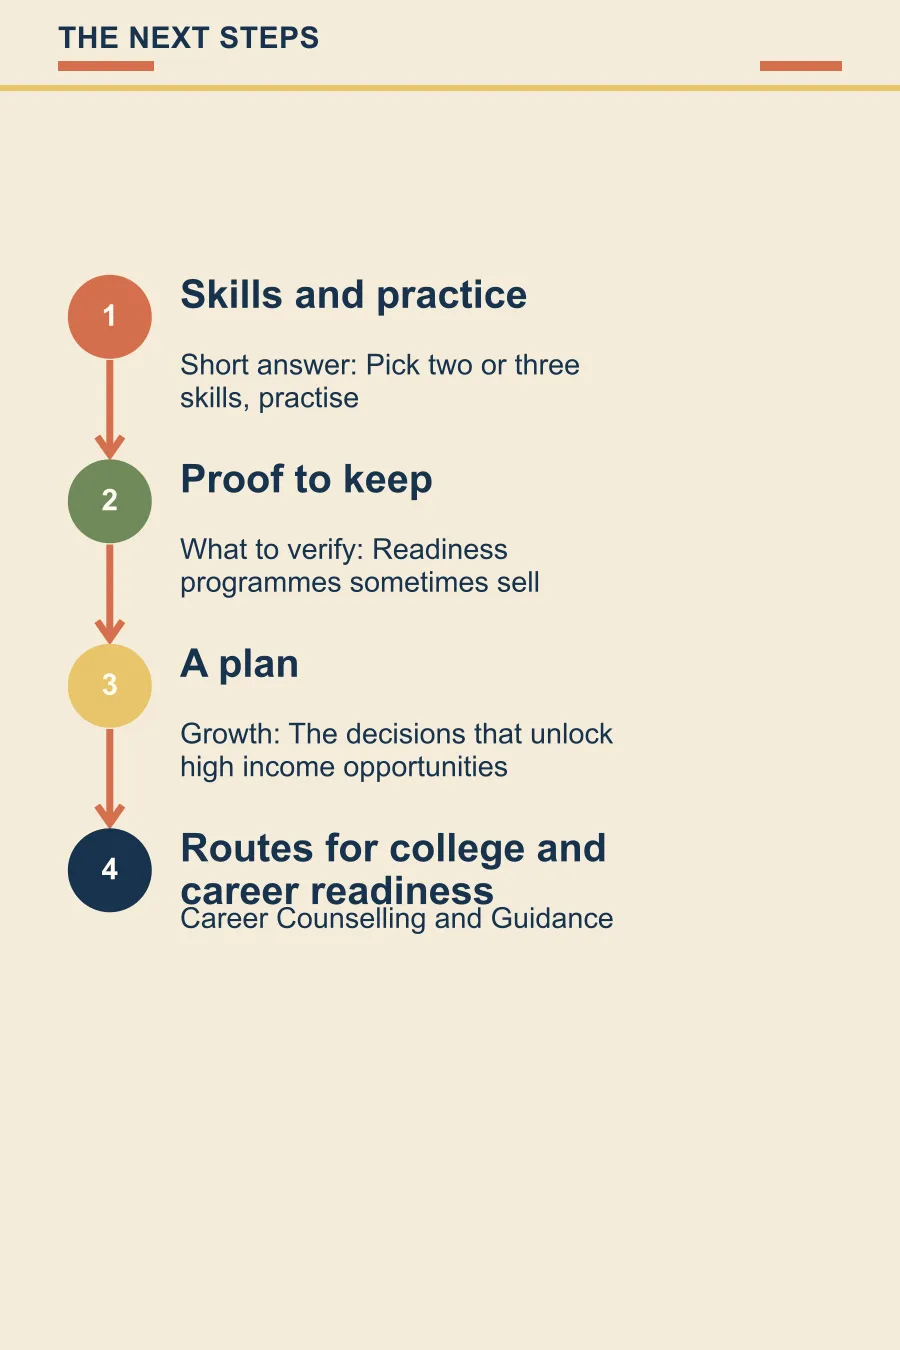 THE NEXT STEPS
1
Skills and practice
Short answer: Pick two or three
skills, practise
2
Proof to keep
What to verify: Readiness
programmes sometimes sell
3
A plan
Growth: The decisions that unlock
high income opportunities
4
Routes for college and
career readiness
Career Counselling and Guidance